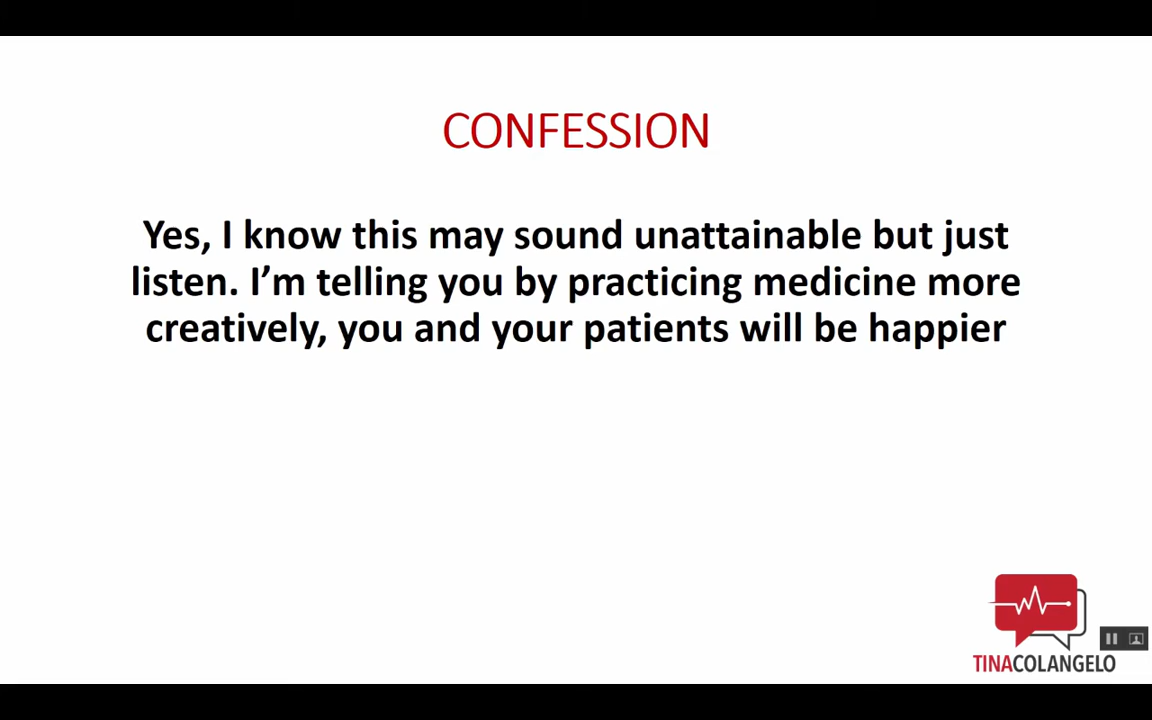 CONFESSION
Yes, I know this may sound unattainable but just
listen. I’m telling you by practicing medicine more
creatively, you and your patients will be happier
TINACOLANGELO